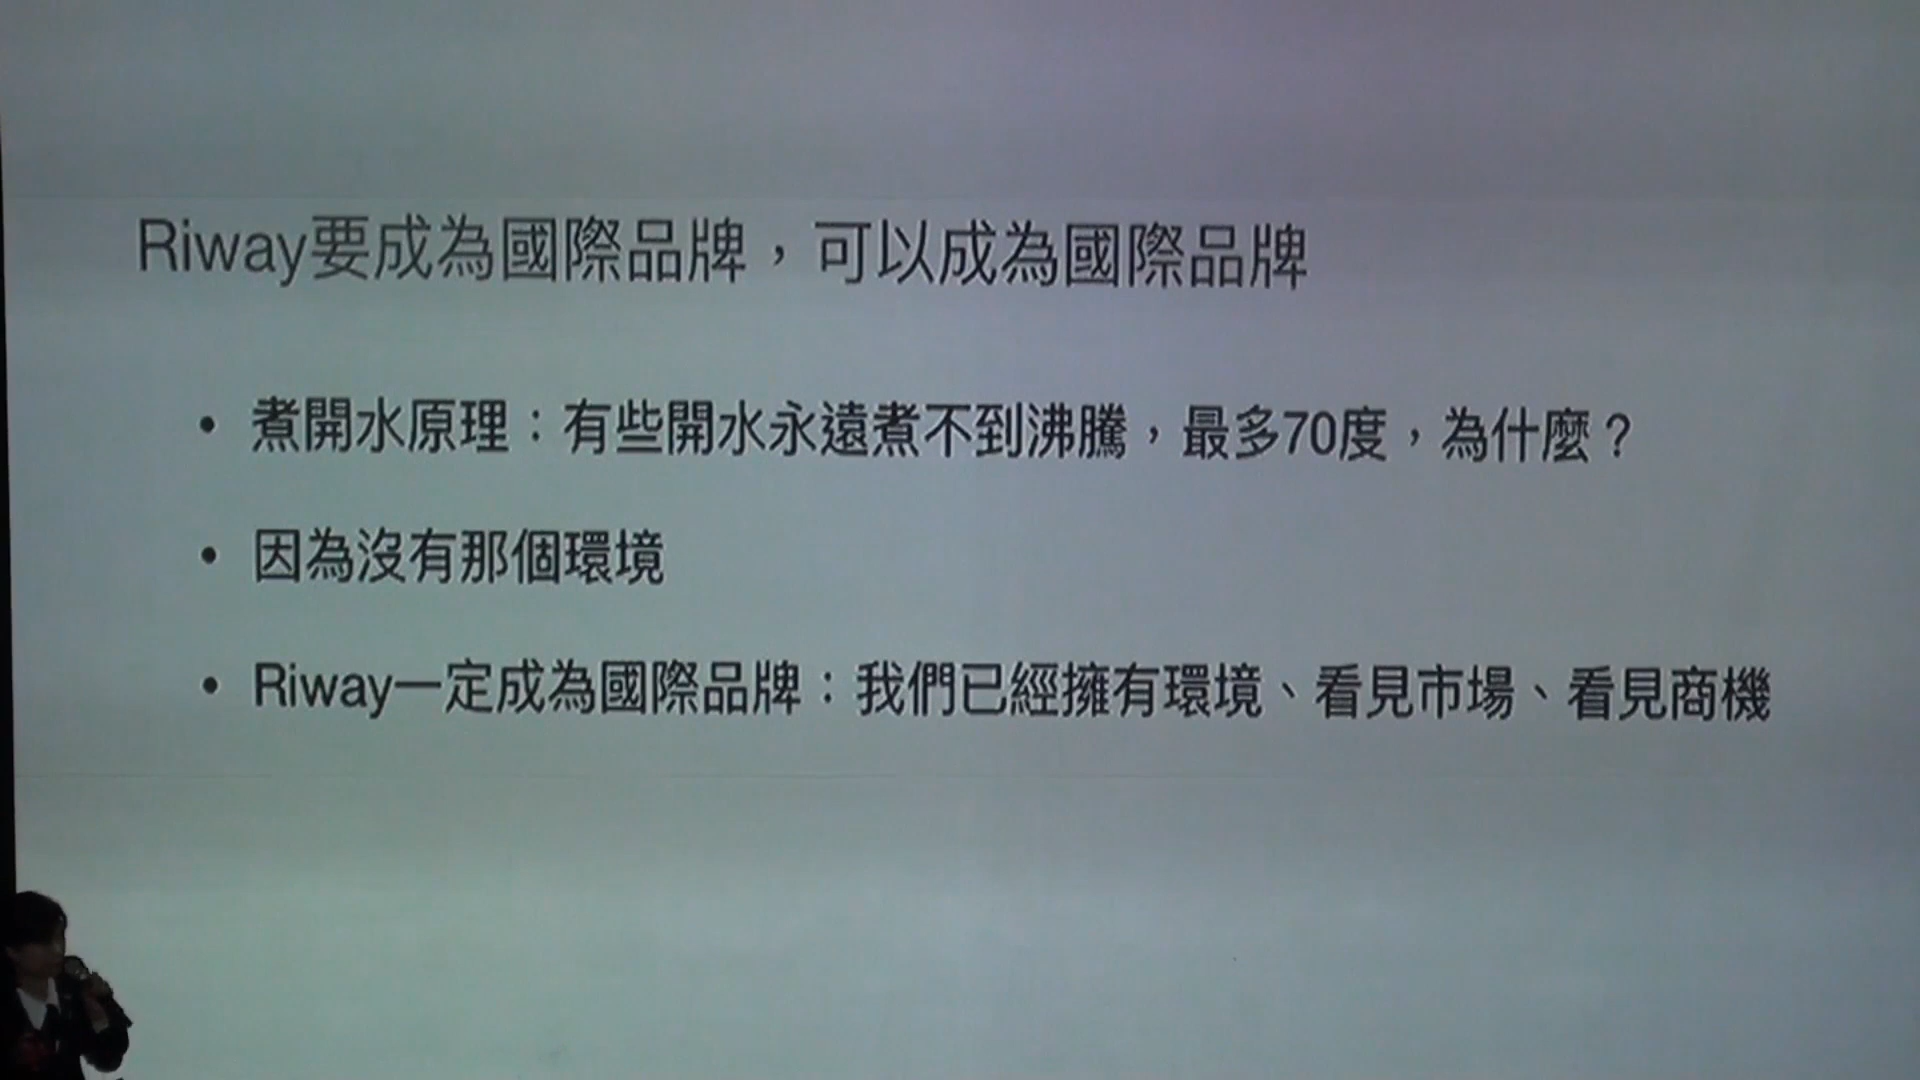 Riway要成為國際品牌，可以成為國際品牌
• 煮開水原理：有些開水永遠煮不到沸騰，最多70度，為什麼？
• 因為沒有那個環境
• Riway一定成為國際品牌：我們已經擁有環境、看見市場、看見商機